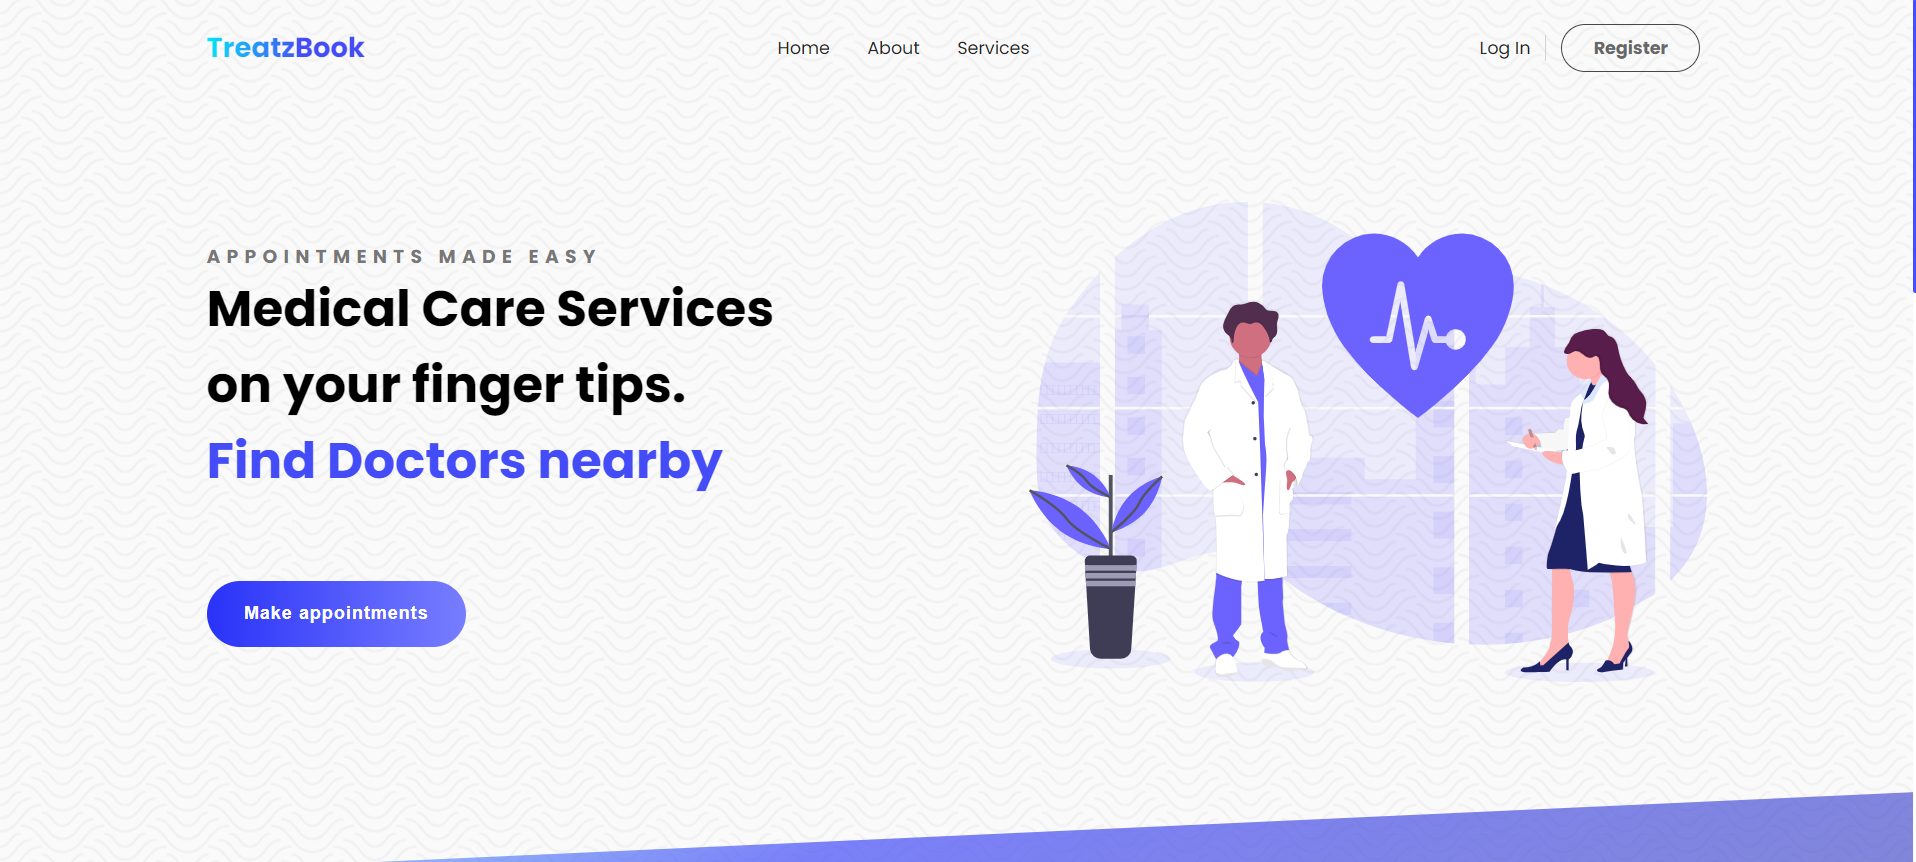 TreatzBook
Home About Services
Log In Register
APPOINTMENTS MADE EASY
Medical Care Services
on your finger tips.
Find Doctors nearby
Make appointments